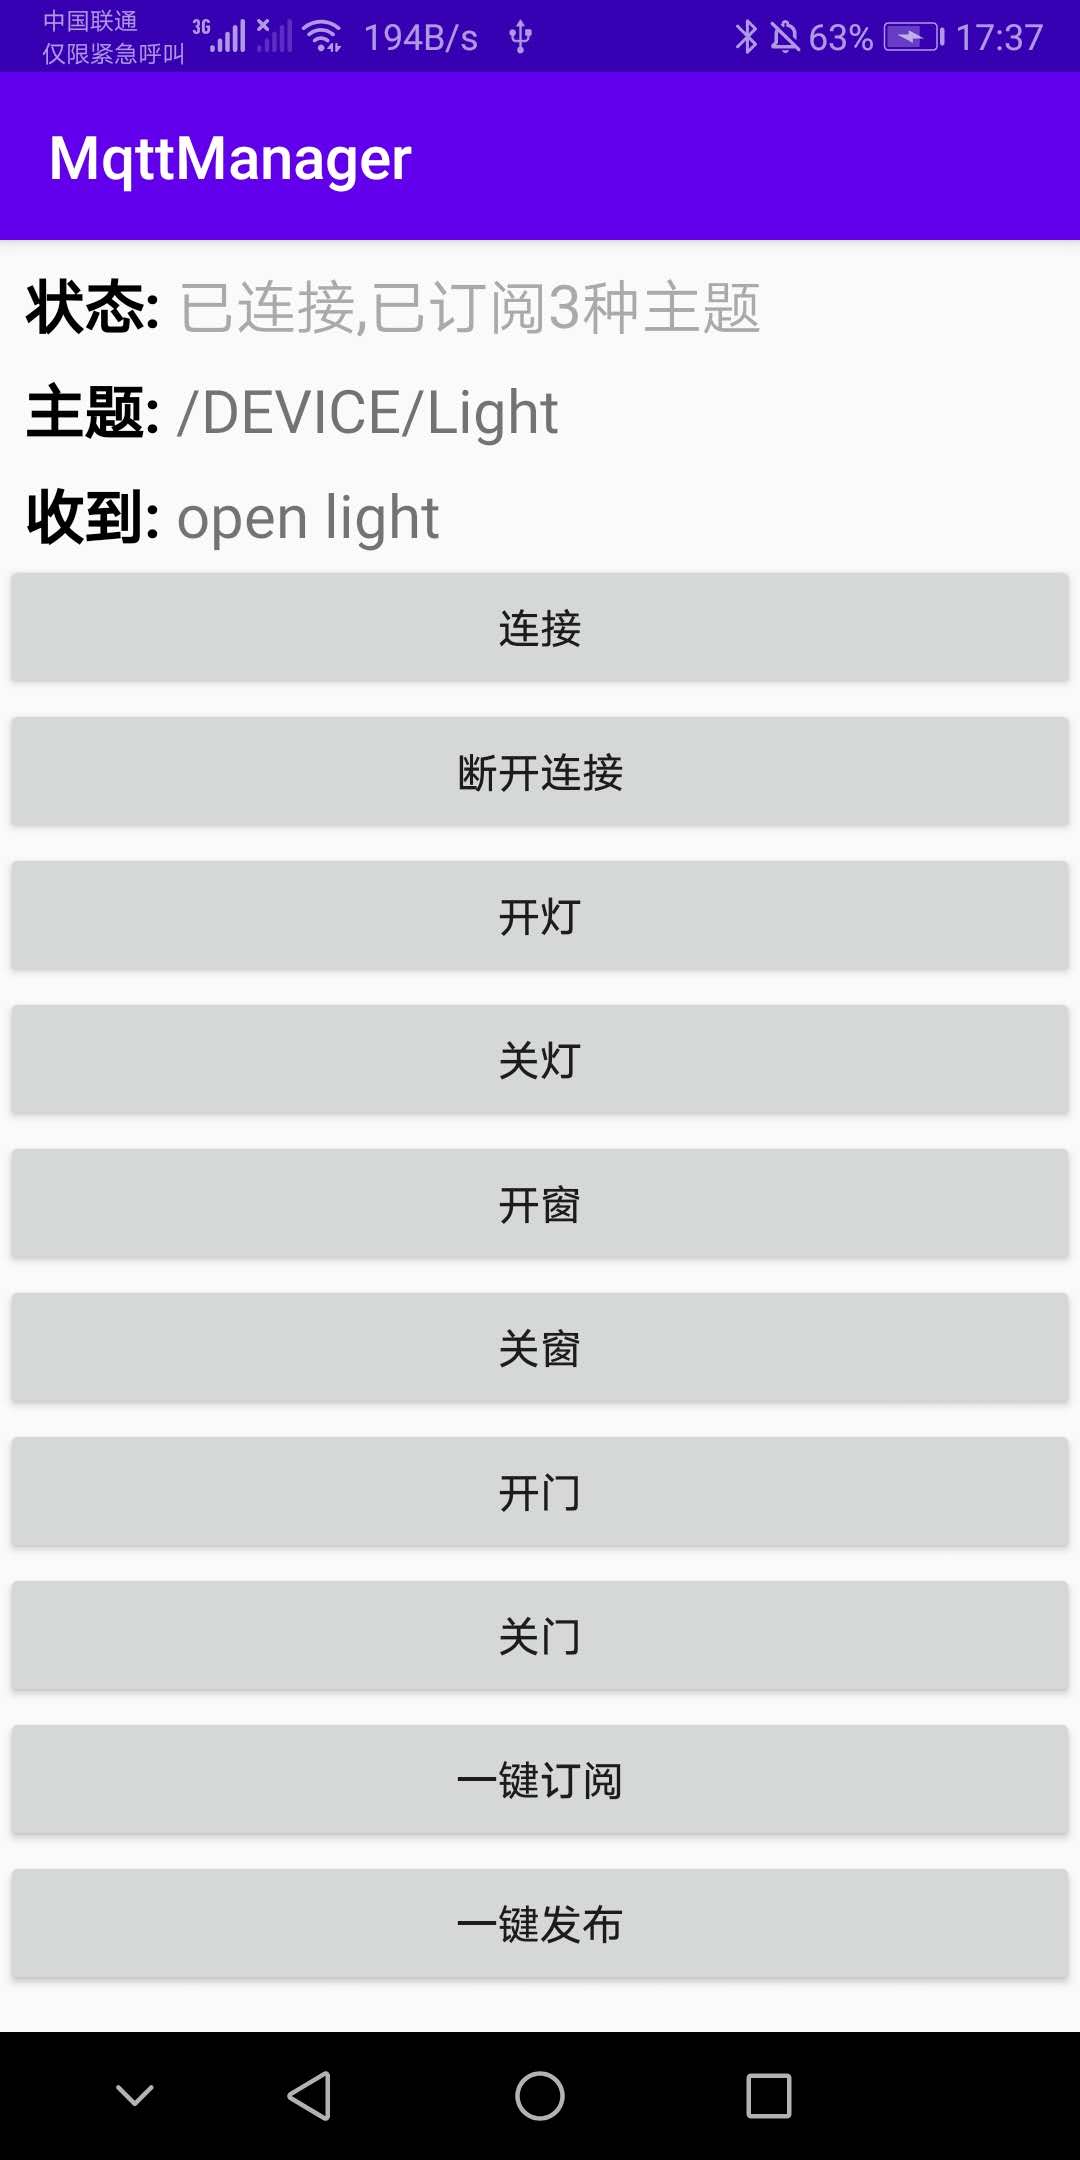 中国联通
仅限紧急呼叫
3G 194B/s 63% 17:37
MqttManager
状态: 已连接,已订阅3种主题
主题: /DEVICE/Light
收到: open light
连接
断开连接
开灯
关灯
开窗
关窗
开门
关门
一键订阅
一键发布